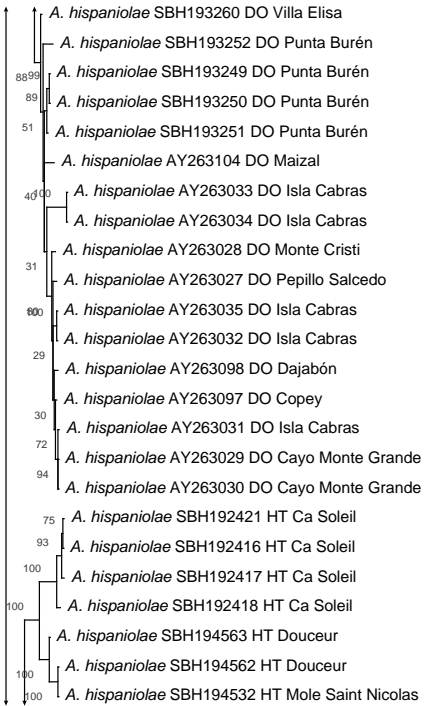 A. hispaniolae SBH193260 DO Villa Elisa
A. hispaniolae SBH193252 DO Punta Burén
8899
A. hispaniolae SBH193249 DO Punta Burén
89
A. hispaniolae SBH193250 DO Punta Burén
51
A. hispaniolae SBH193251 DO Punta Burén
A. hispaniolae AY263104 DO Maizal
40
100
A. hispaniolae AY263033 DO Isla Cabras
A. hispaniolae AY263034 DO Isla Cabras
A. hispaniolae AY263028 DO Monte Cristi
31
A. hispaniolae AY263027 DO Pepillo Salcedo
A. hispaniolae AY263035 DO Isla Cabras
100
A. hispaniolae AY263032 DO Isla Cabras
29
A. hispaniolae AY263098 DO Dajabón
A. hispaniolae AY263097 DO Copey
30
A. hispaniolae AY263031 DO Isla Cabras
72
A. hispaniolae AY263029 DO Cayo Monte Grande
94
A. hispaniolae AY263030 DO Cayo Monte Grande
75
A. hispaniolae SBH192421 HT Ca Soleil
93
A. hispaniolae SBH192416 HT Ca Soleil
100
A. hispaniolae SBH192417 HT Ca Soleil
100
A. hispaniolae SBH192418 HT Ca Soleil
A. hispaniolae SBH194563 HT Douceur
100
A. hispaniolae SBH194562 HT Douceur
100
A. hispaniolae SBH194532 HT Mole Saint Nicolas